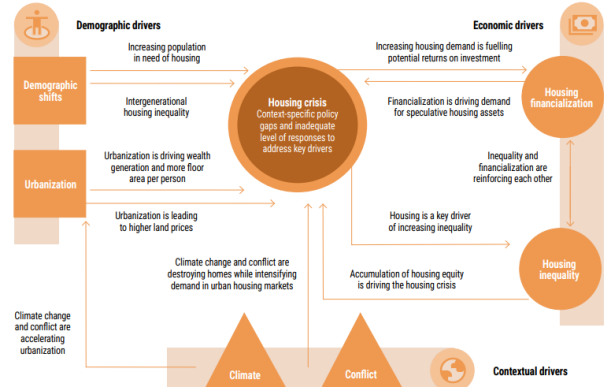 Demographic drivers
Economic drivers
Increasing population
in need of housing
Increasing housing demand is fuelling
potential returns on investment
Demographic
shifts
Housing
financialization
Intergenerational
housing inequality
Housing crisis
Context-specific policy
gaps and inadequate
level of responses to
address key drivers
Financialization is driving demand
for speculative housing assets
Urbanization
Urbanization is driving wealth
generation and more floor
area per person
Inequality and
financialization are
reinforcing each other
Urbanization is leading
to higher land prices
Housing is a key driver
of increasing inequality
Climate change and conflict are
destroying homes while intensifying
demand in urban housing markets
Accumulation of housing equity
is driving the housing crisis
Housing
inequality
Climate change
and conflict are
accelerating
urbanization
Climate
Conflict
Contextual drivers